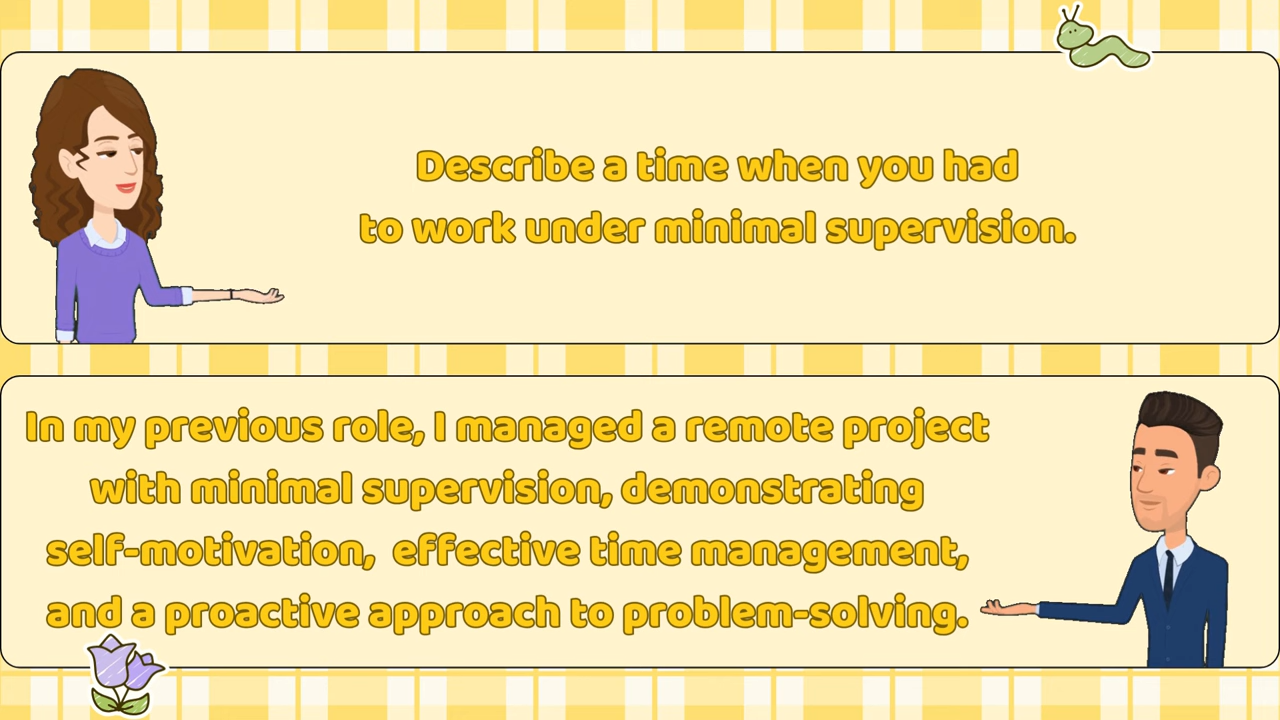 Describe a time when you had
to work under minimal supervision.
In my previous role, I managed a remote project
with minimal supervision, demonstrating
self-motivation, effective time management,
and a proactive approach to problem-solving.